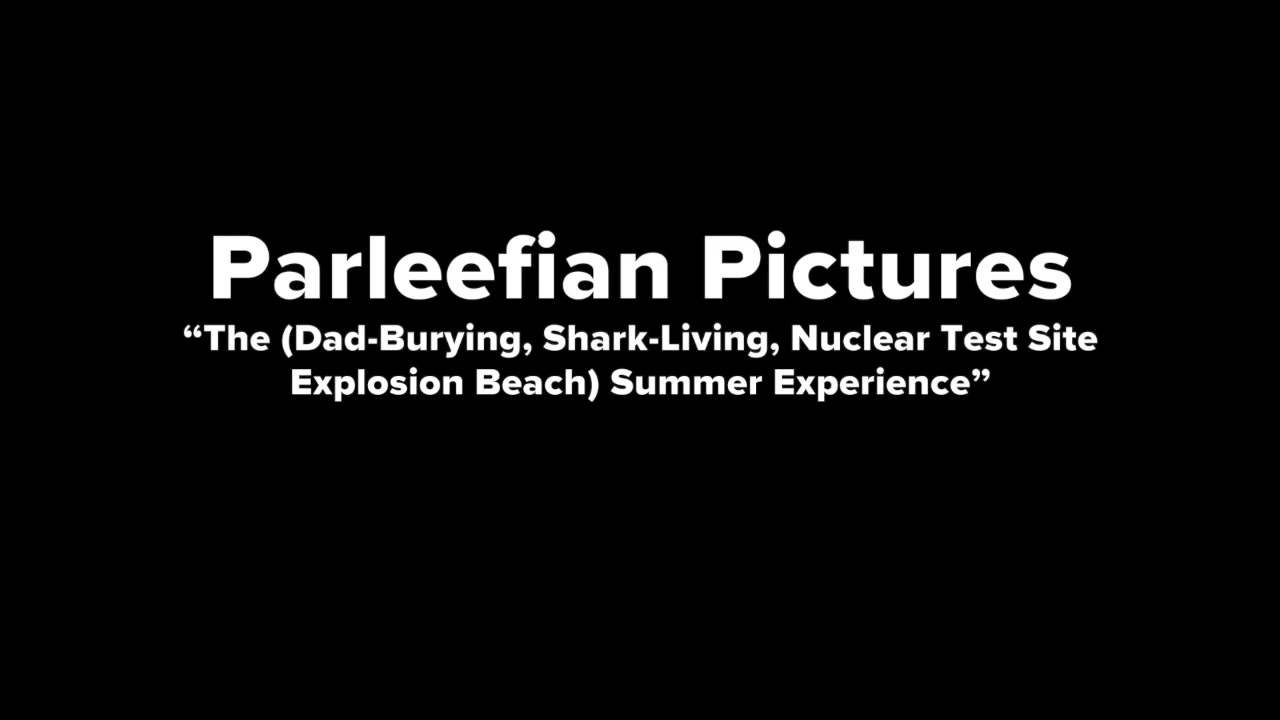 Parleefian Pictures
“The (Dad-Burying, Shark-Living, Nuclear Test Site
Explosion Beach) Summer Experience”